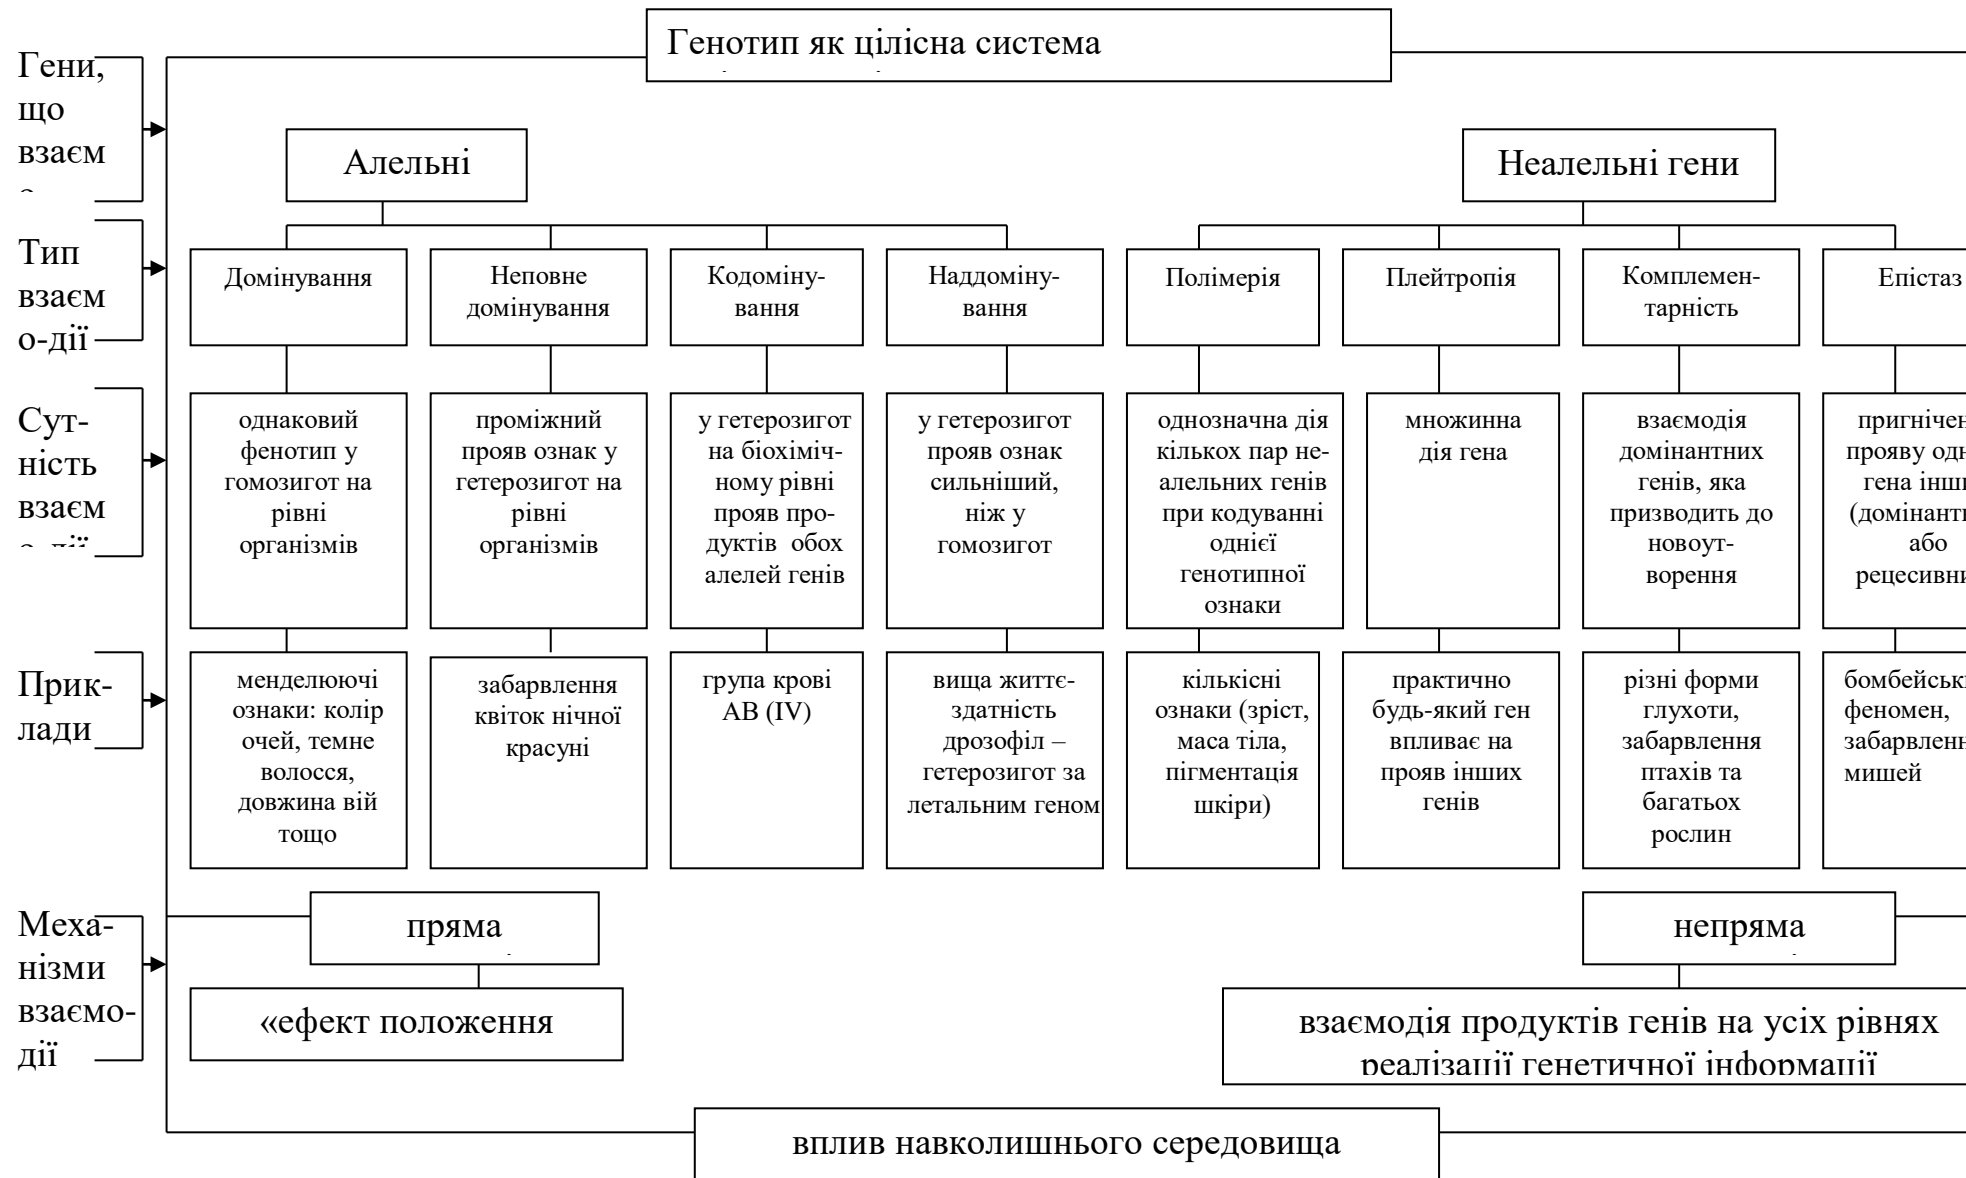 Генотип як цілісна система
Гени,
що
взаєм
Алельні
Неалельні гени
Тип
взаєм
о-дії
Домінування
Неповне
домінування
Кодоміну-
вання
Наддоміну-
вання
Полімерія
Плейтропія
Комплемен-
тарність
Епістаз
Сут-
ність
взаєм
о-дії
однаковий
фенотип у
гомозигот на
рівні
організмів
проміжний
прояв ознак у
гетерозигот на
рівні
організмів
у гетерозигот
на біохіміч-
ному рівні
прояв про-
дуктів обох
алелей генів
у гетерозигот
прояв ознак
сильніший,
ніж у
гомозигот
однозначна дія
кількох пар не-
алельних генів
при кодуванні
однієї
генотипної
ознаки
множинна
дія гена
взаємодія
домінантних
генів, яка
призводить до
новоут-
ворення
пригнічен
прояву одн
гена інш
(домінантн
або
рецесивни
Прик-
лади
менделюючі
ознаки: колір
очей, темне
волосся,
довжина вій
тощо
забарвлення
квіток нічної
красуні
група крові
АВ (IV)
вища життє-
здатність
дрозофіл –
гетерозигот за
летальним геном
кількісні
ознаки (зріст,
маса тіла,
пігментація
шкіри)
практично
будь-який ген
впливає на
прояв інших
генів
різні форми
глухоти,
забарвлення
птахів та
багатьох
рослин
бомбейськ
феномен,
забарвленн
мишей
Меха-
нізми
взаємо-
дії
пряма
непряма
«ефект положення
взаємодія продуктів генів на усіх рівнях
реалізації генетичної інформації
вплив навколишнього середовища